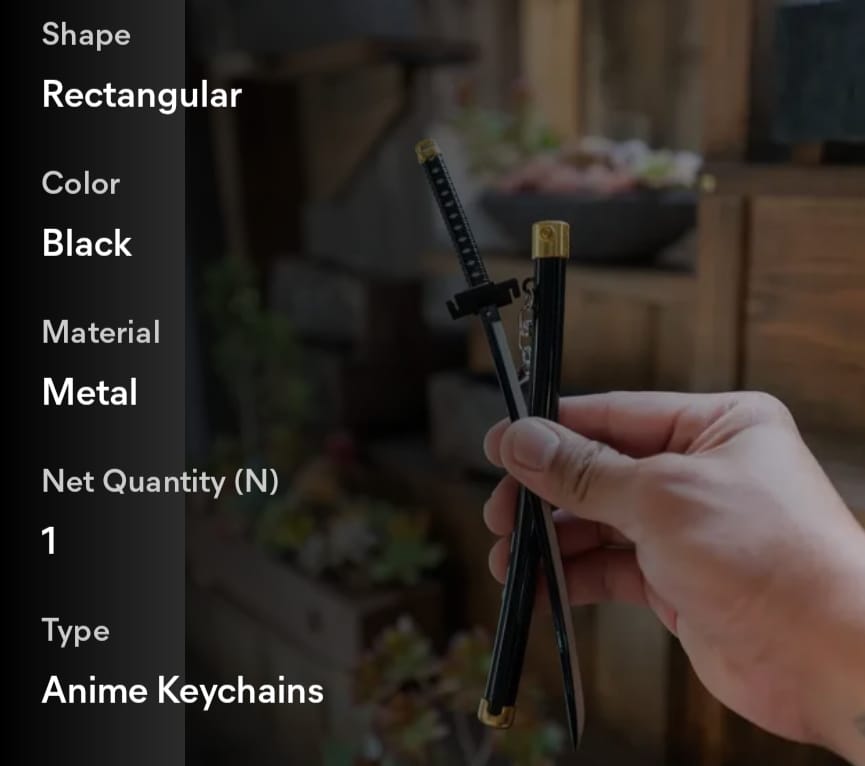 Shape
Rectangular
Color
Black
Material
Metal
Net Quantity (N)
1
Type
Anime Keychains